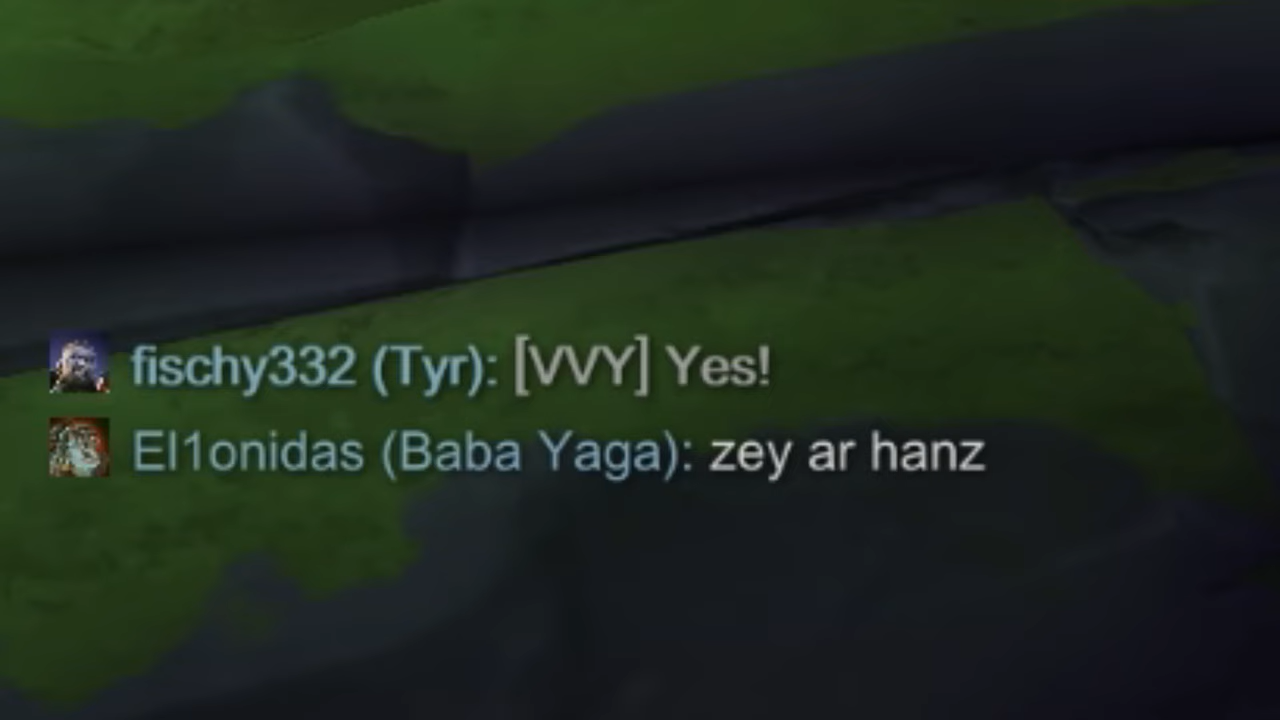 fischy332 (Tyr): [VVY] Yes!
El1onidas (Baba Yaga): zey ar hanz